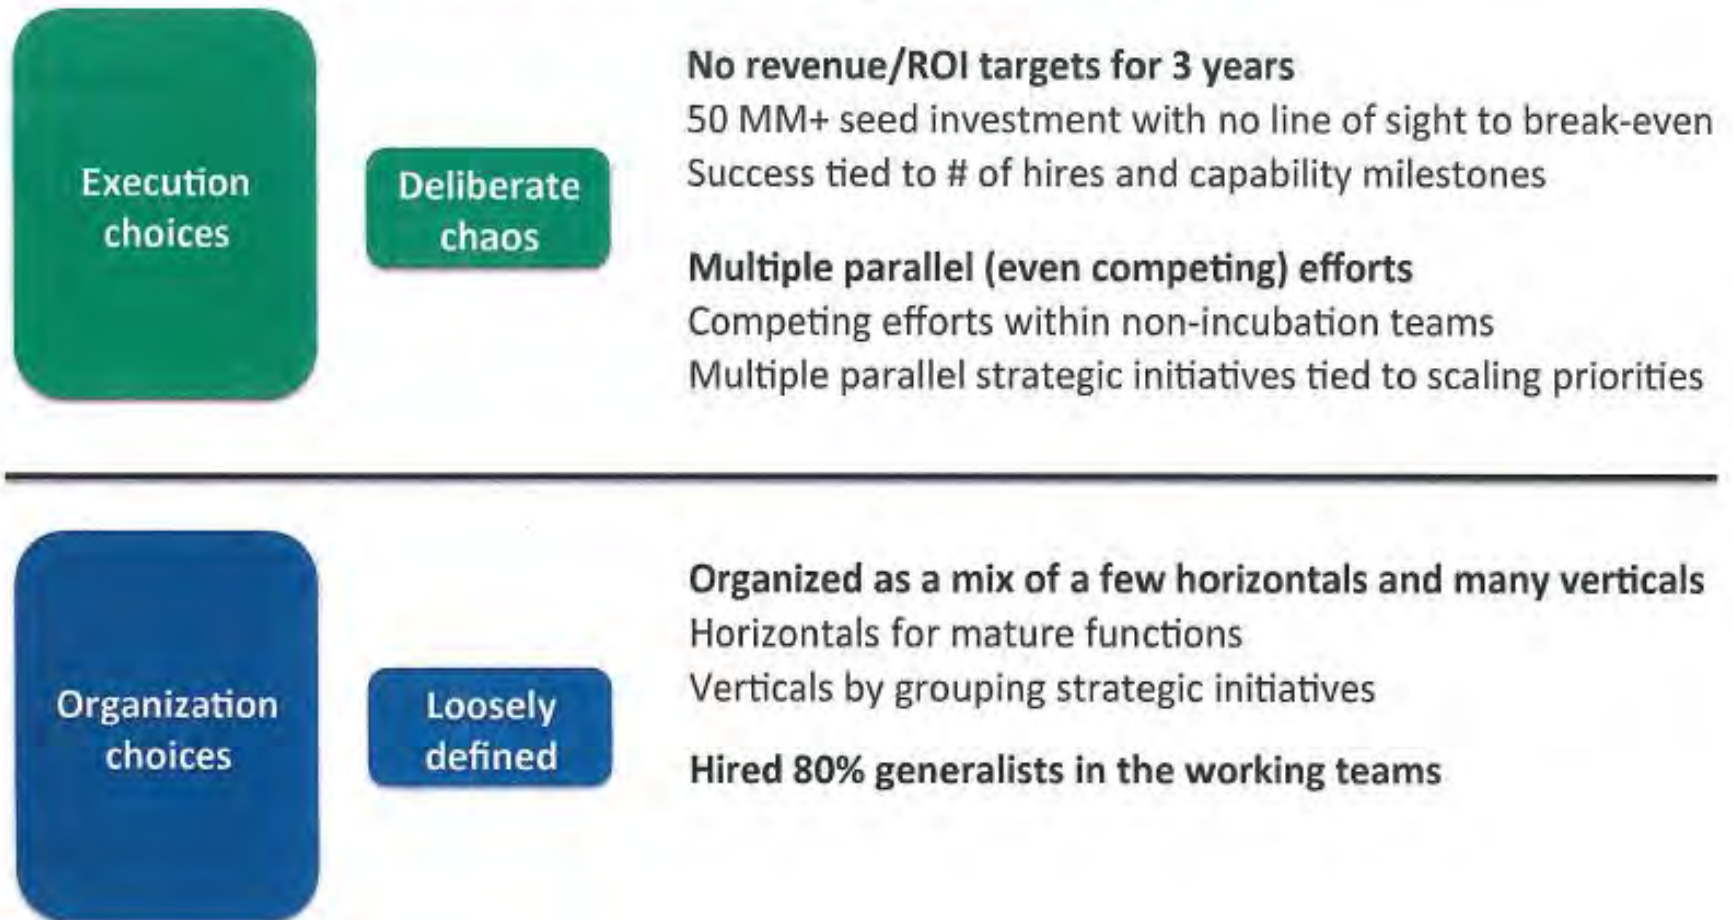 Execution
choices
Deliberate
chaos
No revenue/ROI targets for 3 years
50 MM+ seed investment with no line of sight to break-even
Success tied to # of hires and capability milestones
Multiple parallel (even competing) efforts
Competing efforts within non-incubation teams
Multiple parallel strategic initiatives tied to scaling priorities
Organization
choices
Loosely
defined
Organized as a mix of a few horizontals and many verticals
Horizontals for mature functions
Verticals by grouping strategic initiatives
Hired 80% generalists in the working teams